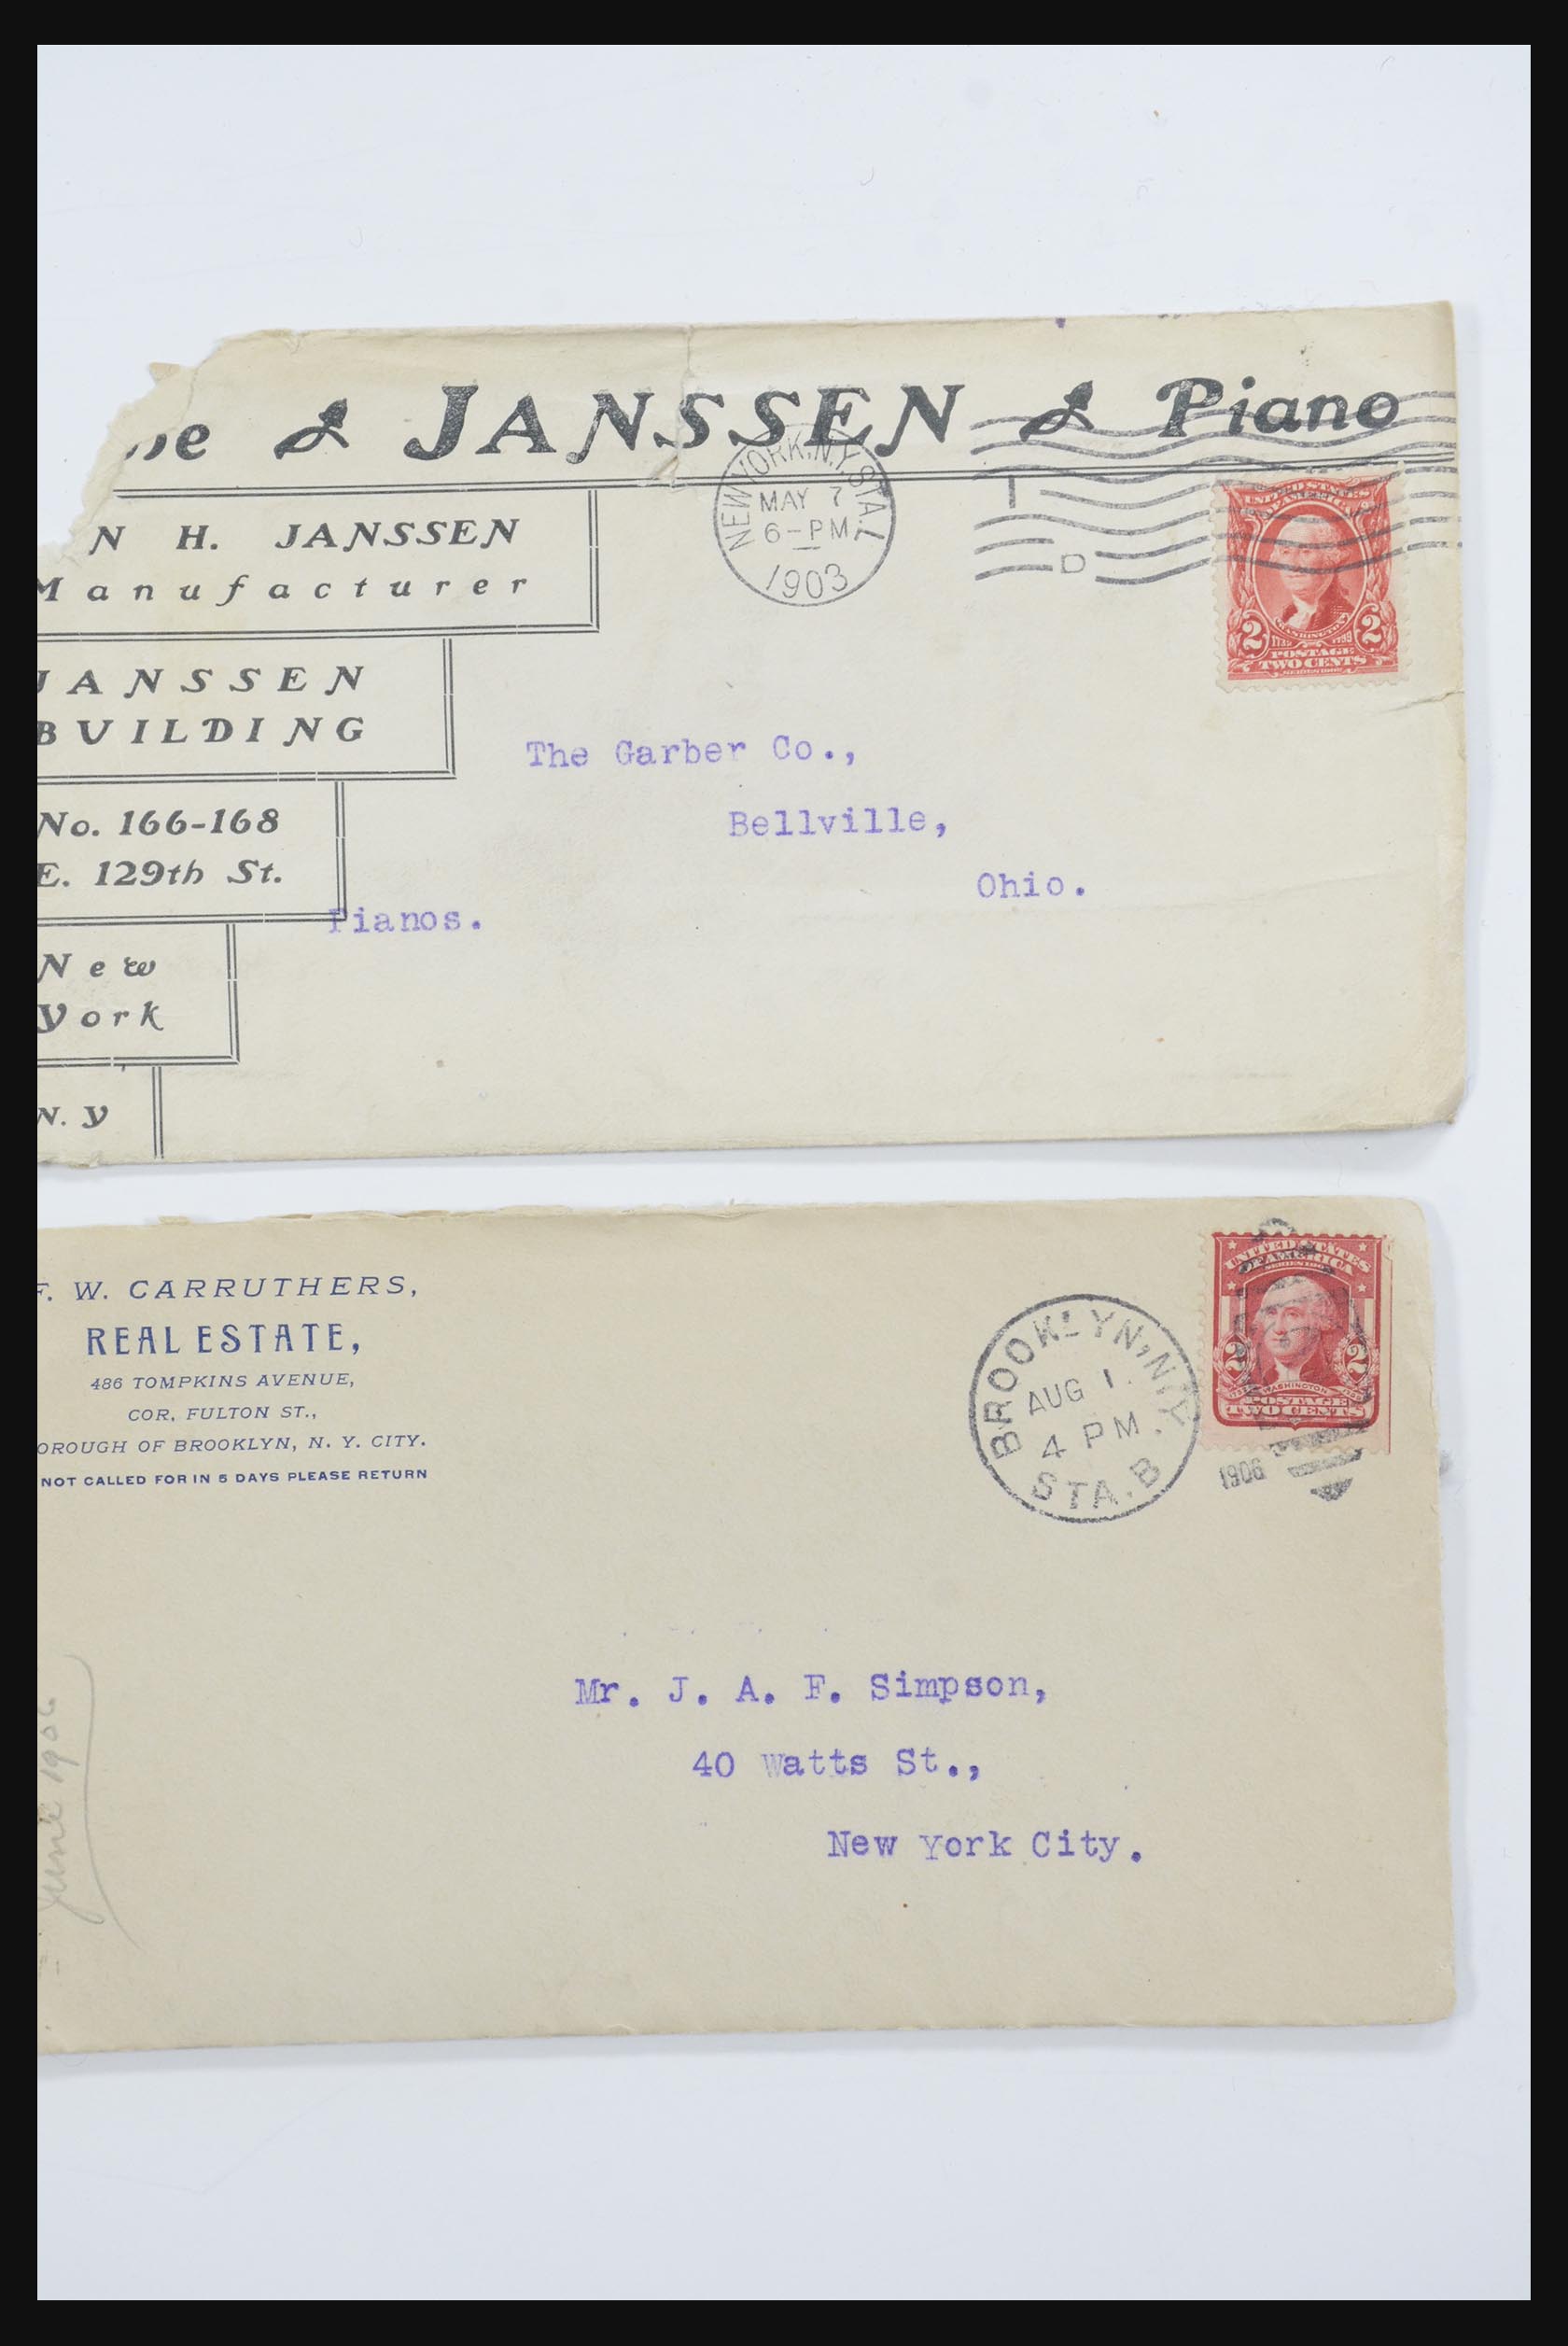 JANSSEN & Piano
N H. JANSSEN
Manufacturer
JANSSEN
BUILDING
No. 166-168
E. 129th St.
New
York
N. Y
NEW YORK, N.Y. STA.
MAY 7
6-PM
1903
D
UNITED STATES
OF AMERICA
WASHINGTON
1732 1799
2 2
POSTAGE
TWO CENTS
SERIES 1902
The Garber Co.,
Bellville,
Ohio.
Pianos.
F. W. CARRUTHERS,
REAL ESTATE,
486 TOMPKINS AVENUE,
COR. FULTON ST.,
OROUGH OF BROOKLYN, N. Y. CITY.
NOT CALLED FOR IN 5 DAYS PLEASE RETURN
BROOKLYN, N.Y.
AUG 1.
4 PM.
STA. B
1906
UNITED STATES
OF AMERICA
2 2
WASHINGTON
POSTAGE
TWO CENTS
Mr. J. A. F. Simpson,
40 Watts St.,
New York City.
June 1906